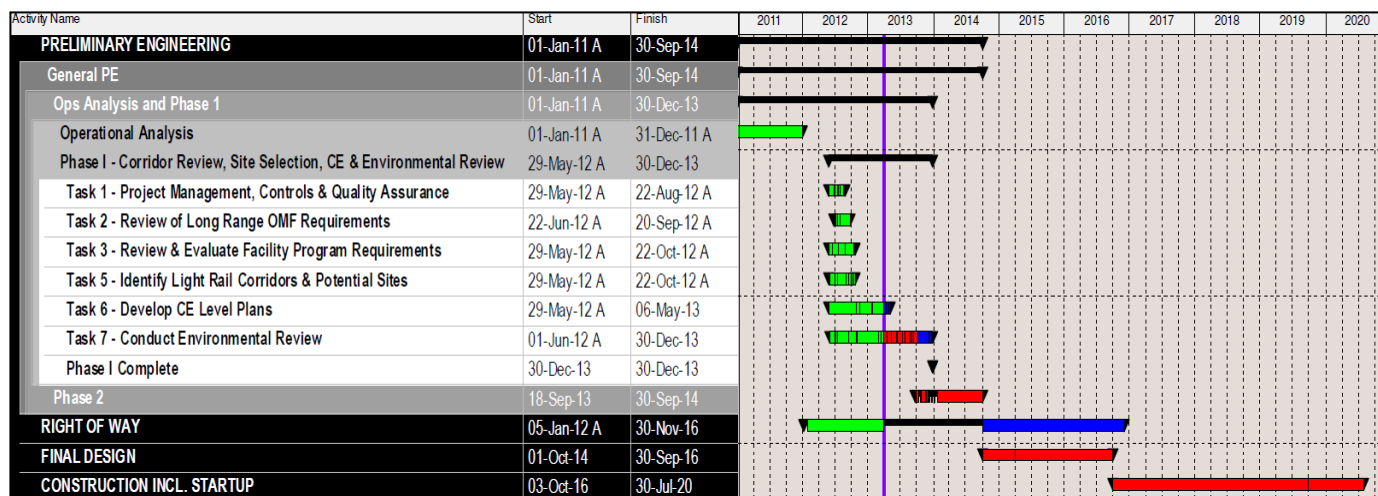 Activity Name Start Finish 2011 2012 2013 2014 2015 2016 2017 2018 2019 2020
PRELIMINARY ENGINEERING 01-Jan-11 A 30-Sep-14
General PE 01-Jan-11 A 30-Sep-14
Ops Analysis and Phase 1 01-Jan-11 A 30-Dec-13
Operational Analysis 01-Jan-11 A 31-Dec-11 A
Phase I - Corridor Review, Site Selection, CE & Environmental Review 29-May-12 A 30-Dec-13
Task 1 - Project Management, Controls & Quality Assurance 29-May-12 A 22-Aug-12 A
Task 2 - Review of Long Range OMF Requirements 22-Jun-12 A 20-Sep-12 A
Task 3 - Review & Evaluate Facility Program Requirements 29-May-12 A 22-Oct-12 A
Task 5 - Identify Light Rail Corridors & Potential Sites 29-May-12 A 22-Oct-12 A
Task 6 - Develop CE Level Plans 29-May-12 A 06-May-13
Task 7 - Conduct Environmental Review 01-Jun-12 A 30-Dec-13
Phase I Complete 30-Dec-13 30-Dec-13
Phase 2 18-Sep-13 30-Sep-14
RIGHT OF WAY 05-Jan-12 A 30-Nov-16
FINAL DESIGN 01-Oct-14 30-Sep-16
CONSTRUCTION INCL. STARTUP 03-Oct-16 30-Jul-20